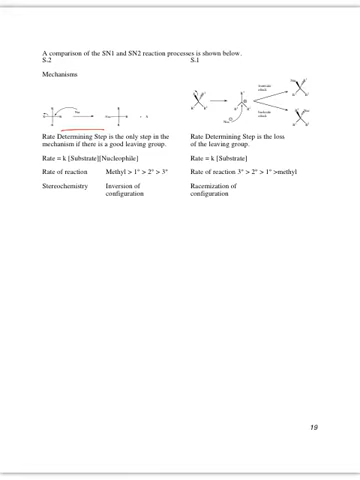 A comparison of the SN1 and SN2 reaction processes is shown below.
SN2
SN1
Mechanisms
Rate Determining Step is the only step in the
mechanism if there is a good leaving group.
Rate Determining Step is the loss
of the leaving group.
Rate = k [Substrate][Nucleophile]
Rate = k [Substrate]
Rate of reaction
Methyl > 1° > 2° > 3°
Rate of reaction 3° > 2° > 1° >methyl
Stereochemistry
Inversion of
configuration
Racemization of
configuration
19